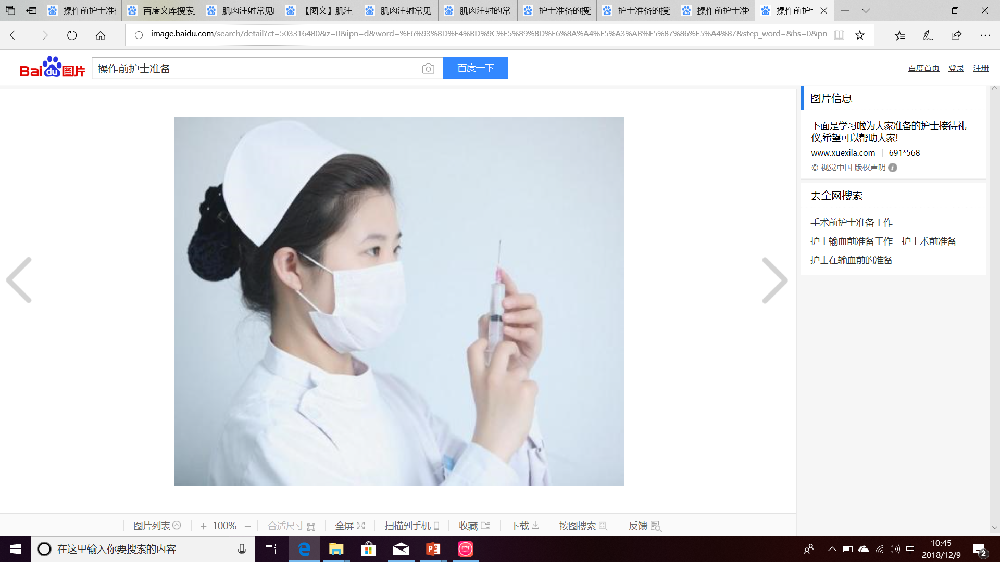 操作前护士准
百度文库搜索
肌肉注射常见
【图文】肌注
肌肉注射常见
肌肉注射的常
护士准备的搜
护士准备的搜
操作前护士准
操作前护士
image.baidu.com/search/detail?ct=503316480&z=0&ipn=d&word=%E6%93%8D%E4%BD%9C%E5%89%8D%E6%8A%A4%E5%A3%AB%E5%87%86%E5%A4%87&step_word=&hs=0&pn
Bai du 图片
操作前护士准备
百度一下
百度首页 登录 注册
图片信息
下面是学习啦为大家准备的护士接待礼
仪,希望可以帮助大家!
www.xuexila.com | 691*568
© 视觉中国 版权声明 i
去全网搜索
手术前护士准备工作
护士输血前准备工作 护士术前准备
护士在输血前的准备
图片列表 + 100% − 合适尺寸 全屏 扫描到手机 收藏 下载 按图搜索 反馈
在这里输入你要搜索的内容
中
10:45
2018/12/9
2